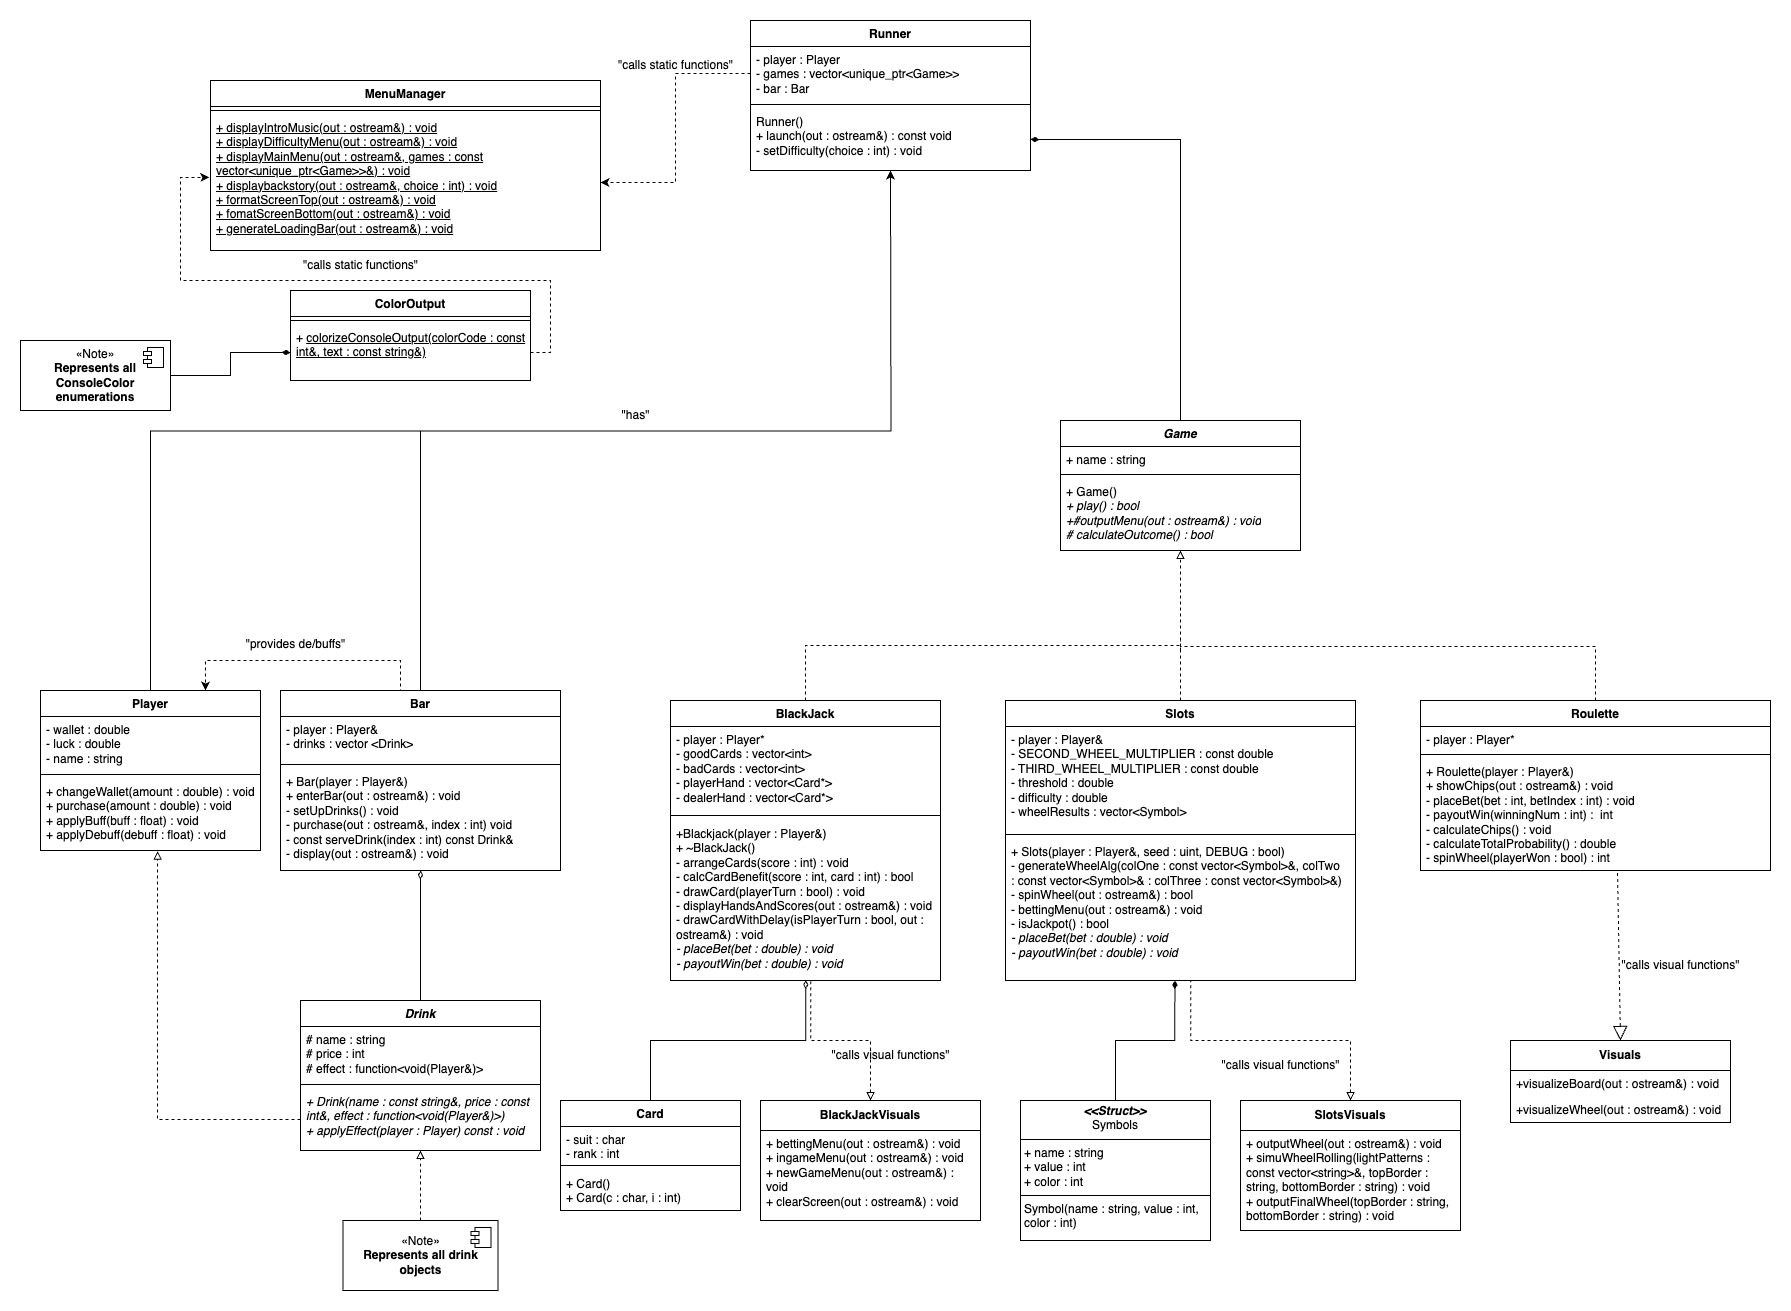 Runner
- player : Player
- games : vector<unique_ptr<Game>>
- bar : Bar
Runner()
+ launch(out : ostream&) : const void
- setDifficulty(choice : int) : void
"calls static functions"
MenuManager
+ displayIntroMusic(out : ostream&) : void
+ displayDifficultyMenu(out : ostream&) : void
+ displayMainMenu(out : ostream&, games : const
vector<unique_ptr<Game>>&) : void
+ displaybackstory(out : ostream&, choice : int) : void
+ formatScreenTop(out : ostream&) : void
+ fomatScreenBottom(out : ostream&) : void
+ generateLoadingBar(out : ostream&) : void
"calls static functions"
ColorOutput
+ colorizeConsoleOutput(colorCode : const
int&, text : const string&)
«Note»
Represents all
ConsoleColor
enumerations
"has"
Game
+ name : string
+ Game()
+ play() : bool
+#outputMenu(out : ostream&) : void
# calculateOutcome() : bool
"provides de/buffs"
Player
- wallet : double
- luck : double
- name : string
+ changeWallet(amount : double) : void
+ purchase(amount : double) : void
+ applyBuff(buff : float) : void
+ applyDebuff(debuff : float) : void
Bar
- player : Player&
- drinks : vector <Drink>
+ Bar(player : Player&)
+ enterBar(out : ostream&) : void
- setUpDrinks() : void
- purchase(out : ostream&, index : int) void
- const serveDrink(index : int) const Drink&
- display(out : ostream&) : void
BlackJack
- player : Player*
- goodCards : vector<int>
- badCards : vector<int>
- playerHand : vector<Card*>
- dealerHand : vector<Card*>
+Blackjack(player : Player&)
+ ~BlackJack()
- arrangeCards(score : int) : void
- calcCardBenefit(score : int, card : int) : bool
- drawCard(playerTurn : bool) : void
- displayHandsAndScores(out : ostream&) : void
- drawCardWithDelay(isPlayerTurn : bool, out :
ostream&) : void
- placeBet(bet : double) : void
- payoutWin(bet : double) : void
Slots
- player : Player&
- SECOND_WHEEL_MULTIPLIER : const double
- THIRD_WHEEL_MULTIPLIER : const double
- threshold : double
- difficulty : double
- wheelResults : vector<Symbol>
+ Slots(player : Player&, seed : uint, DEBUG : bool)
- generateWheelAlg(colOne : const vector<Symbol>&, colTwo
: const vector<Symbol>& : colThree : const vector<Symbol>&)
- spinWheel(out : ostream&) : bool
- bettingMenu(out : ostream&) : void
- isJackpot() : bool
- placeBet(bet : double) : void
- payoutWin(bet : double) : void
Roulette
- player : Player*
+ Roulette(player : Player&)
+ showChips(out : ostream&) : void
- placeBet(bet : int, betIndex : int) : void
- payoutWin(winningNum : int) : int
- calculateChips() : void
- calculateTotalProbability() : double
- spinWheel(playerWon : bool) : int
"calls visual functions"
Drink
# name : string
# price : int
# effect : function<void(Player&)>
+ Drink(name : const string&, price : const
int&, effect : function<void(Player&)>)
+ applyEffect(player : Player) const : void
«Note»
Represents all drink
objects
"calls visual functions"
Card
- suit : char
- rank : int
+ Card()
+ Card(c : char, i : int)
BlackJackVisuals
+ bettingMenu(out : ostream&) : void
+ ingameMenu(out : ostream&) : void
+ newGameMenu(out : ostream&) :
void
+ clearScreen(out : ostream&) : void
"calls visual functions"
<<Struct>>
Symbols
+ name : string
+ value : int
+ color : int
Symbol(name : string, value : int,
color : int)
SlotsVisuals
+ outputWheel(out : ostream&) : void
+ simuWheelRolling(lightPatterns :
const vector<string>&, topBorder :
string, bottomBorder : string) : void
+ outputFinalWheel(topBorder : string,
bottomBorder : string) : void
Visuals
+visualizeBoard(out : ostream&) : void
+visualizeWheel(out : ostream&) : void